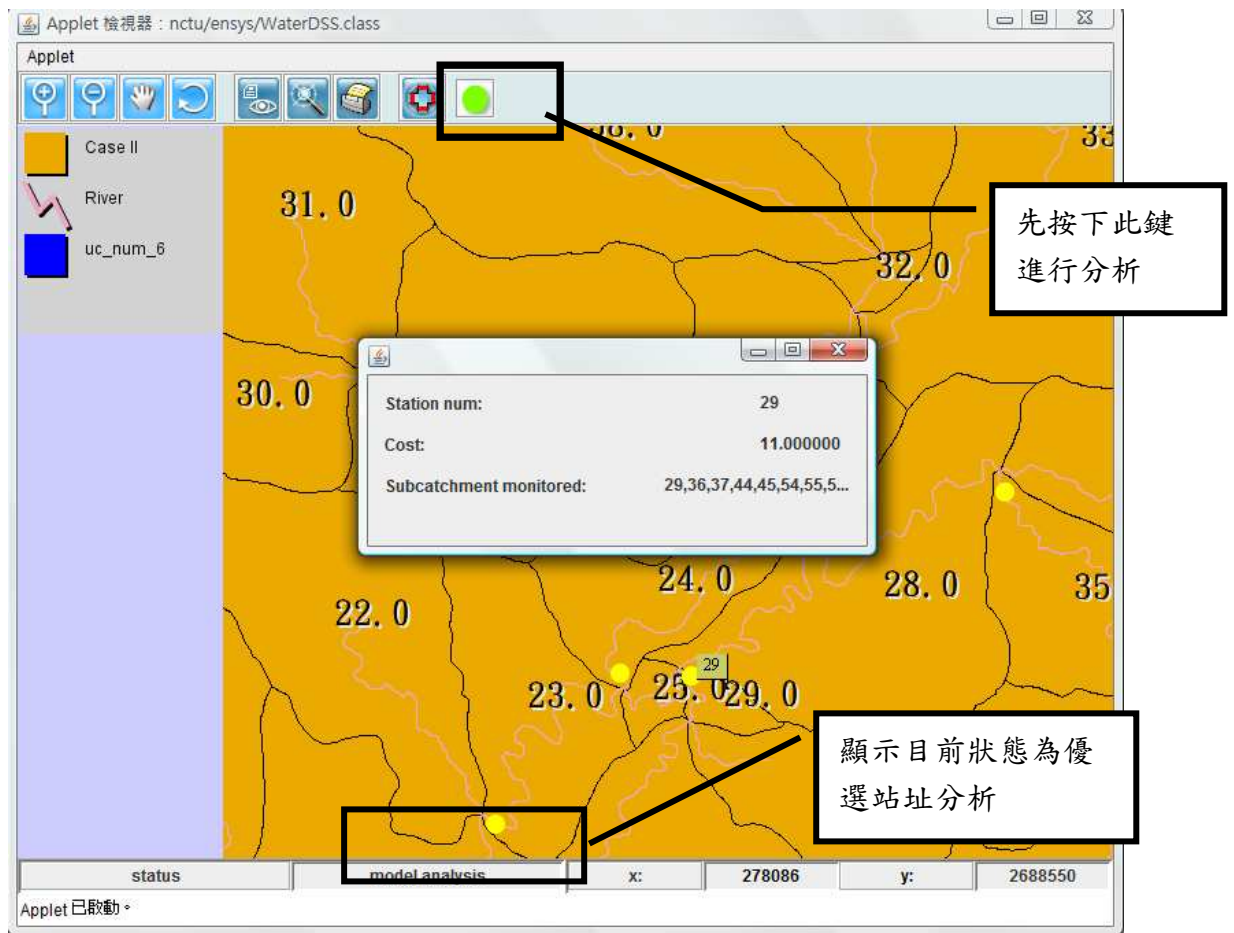 Applet 檢視器：nctu/ensys/WaterDSS.class
Applet
Case II
River
uc_num_6
33
31.0
32.0
先按下此鍵
進行分析
30.0
Station num: 29
Cost: 11.000000
Subcatchment monitored: 29,36,37,44,45,54,55,5...
24.0
28.0
35
22.0
29
23.0
25.0
29.0
顯示目前狀態為優
選站址分析
status model analysis x: 278086 y: 2688550
Applet 已啟動。